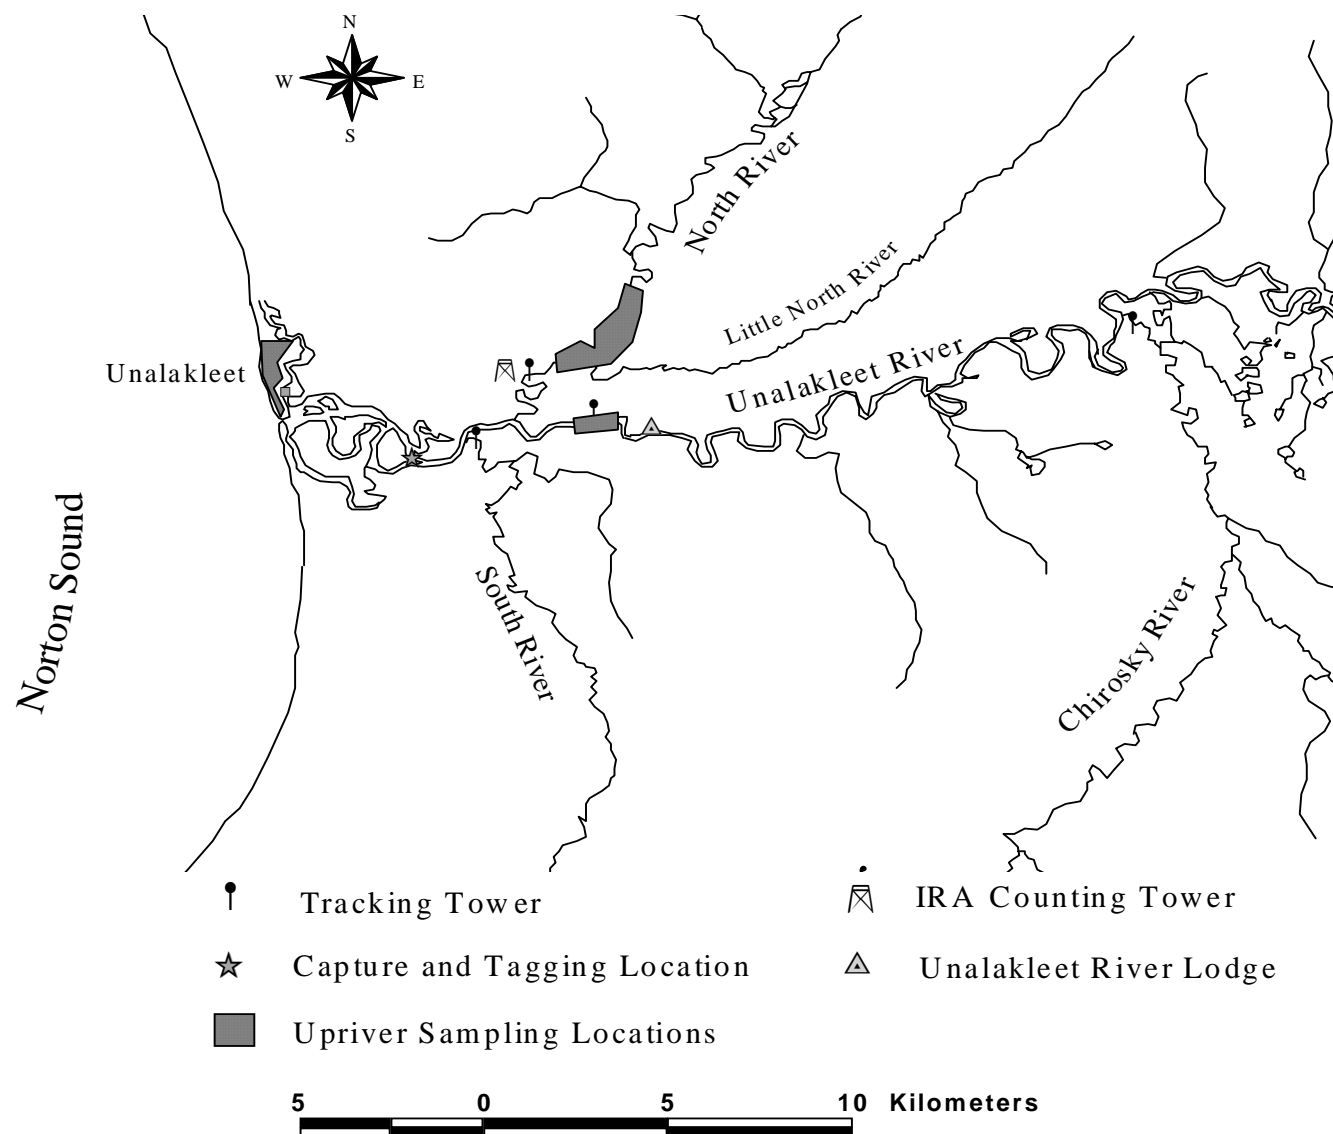 N
W E
S
North River
Little North River
Unalakleet River
Unalakleet
Norton Sound
South River
Chirosky River
Tracking Tower
IRA Counting Tower
Capture and Tagging Location
Unalakleet River Lodge
Upriver Sampling Locations
5 0 5 10 Kilometers